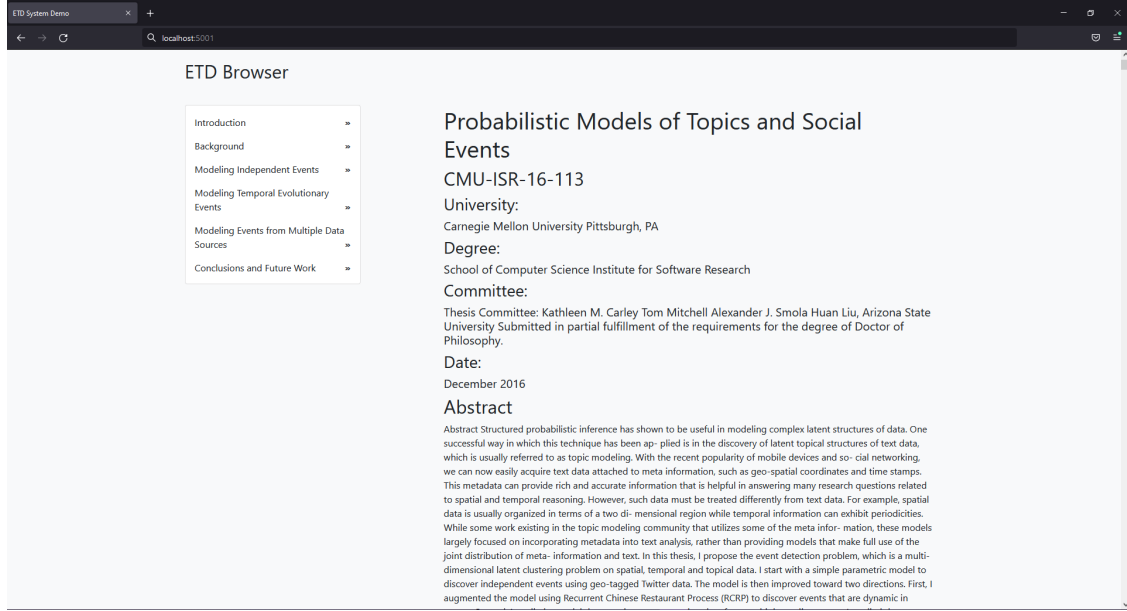 ETD System Demo
localhost:5001
ETD Browser
Introduction »
Background »
Modeling Independent Events »
Modeling Temporal Evolutionary
Events »
Modeling Events from Multiple Data
Sources »
Conclusions and Future Work »
Probabilistic Models of Topics and Social
Events
CMU-ISR-16-113
University:
Carnegie Mellon University Pittsburgh, PA
Degree:
School of Computer Science Institute for Software Research
Committee:
Thesis Committee: Kathleen M. Carley Tom Mitchell Alexander J. Smola Huan Liu, Arizona State
University Submitted in partial fulfillment of the requirements for the degree of Doctor of
Philosophy.
Date:
December 2016
Abstract
Abstract Structured probabilistic inference has shown to be useful in modeling complex latent structures of data. One
successful way in which this technique has been ap- plied is in the discovery of latent topical structures of text data,
which is usually referred to as topic modeling. With the recent popularity of mobile devices and so- cial networking,
we can now easily acquire text data attached to meta information, such as geo-spatial coordinates and time stamps.
This metadata can provide rich and accurate information that is helpful in answering many research questions related
to spatial and temporal reasoning. However, such data must be treated differently from text data. For example, spatial
data is usually organized in terms of a two di- mensional region while temporal information can exhibit periodicities.
While some work existing in the topic modeling community that utilizes some of the meta infor- mation, these models
largely focused on incorporating metadata into text analysis, rather than providing models that make full use of the
joint distribution of meta- information and text. In this thesis, I propose the event detection problem, which is a multi-
dimensional latent clustering problem on spatial, temporal and topical data. I start with a simple parametric model to
discover independent events using geo-tagged Twitter data. The model is then improved toward two directions. First, I
augmented the model using Recurrent Chinese Restaurant Process (RCRP) to discover events that are dynamic in